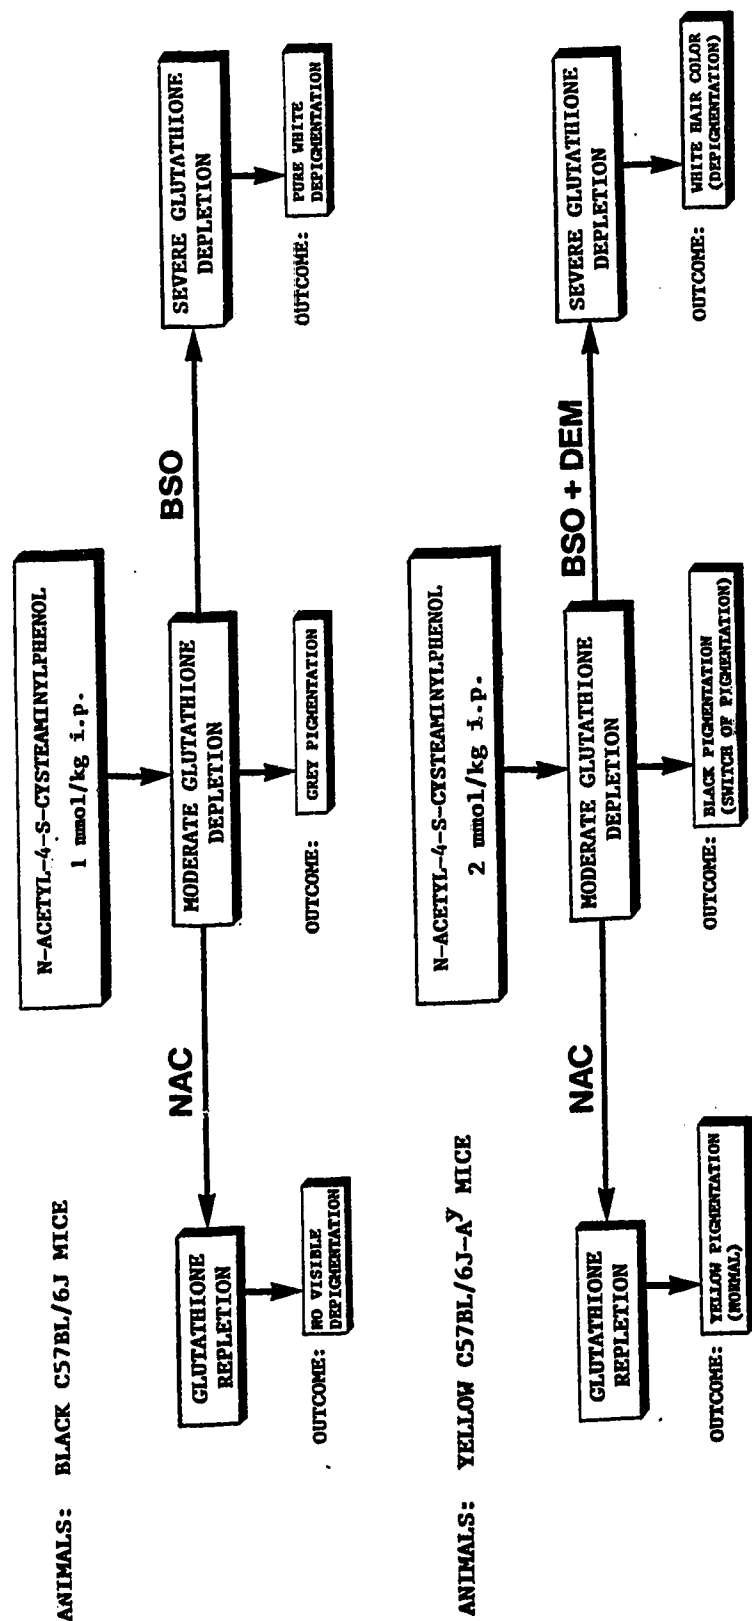 ANIMALS: BLACK C57BL/6J MICE
N-ACETYL-4-S-CYSTEAMINYLPHENOL
1 mmol/kg i.p.
NAC
BSO
GLUTATHIONE
REPLETION
MODERATE GLUTATHIONE
DEPLETION
SEVERE GLUTATHIONE
DEPLETION
OUTCOME: NO VISIBLE
DEPIGMENTATION
OUTCOME: GREY PIGMENTATION
OUTCOME: PURE WHITE
DEPIGMENTATION
ANIMALS: YELLOW C57BL/6J-Aʸ MICE
N-ACETYL-4-S-CYSTEAMINYLPHENOL
2 mmol/kg i.p.
NAC
BSO + DEM
GLUTATHIONE
REPLETION
MODERATE GLUTATHIONE
DEPLETION
SEVERE GLUTATHIONE
DEPLETION
OUTCOME: YELLOW PIGMENTATION
(NORMAL)
OUTCOME: BLACK PIGMENTATION
(SWITCH OF PIGMENTATION)
OUTCOME: WHITE HAIR COLOR
(DEPIGMENTATION)